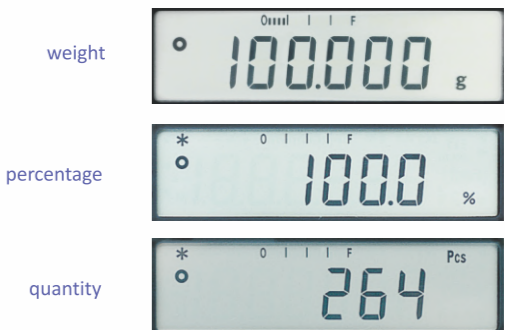 O F
weight
100.000 g
* O F
percentage
100.0 %
* O F Pcs
quantity
264